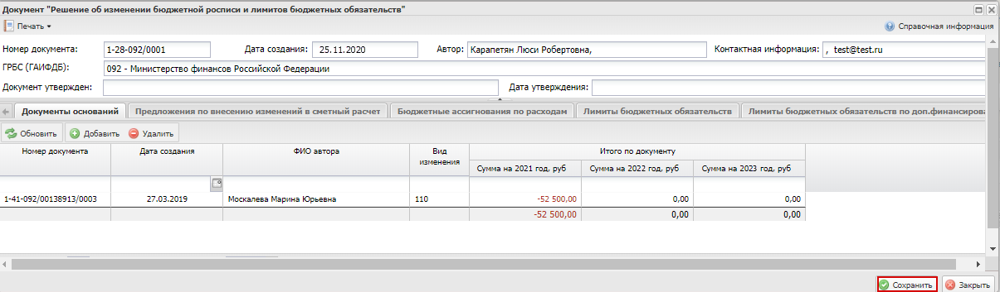 Документ "Решение об изменении бюджетной росписи и лимитов бюджетных обязательств"
Печать
Справочная информация
Номер документа: 1-28-092/0001 Дата создания: 25.11.2020 Автор: Карапетян Люси Робертовна, Контактная информация: , test@test.ru
ГРБС (ГАИФДБ): 092 - Министерство финансов Российской Федерации
Документ утвержден: Дата утверждения:
Документы оснований Предложения по внесению изменений в сметный расчет Бюджетные ассигнования по расходам Лимиты бюджетных обязательств Лимиты бюджетных обязательств по доп.финансирова
Обновить Добавить Удалить
Номер документа Дата создания ФИО автора Вид изменения Итого по документу
Сумма на 2021 год, руб Сумма на 2022 год, руб Сумма на 2023 год, руб
1-41-092/00138913/0003 27.03.2019 Москалева Марина Юрьевна 110 -52 500,00 0,00 0,00
-52 500,00 0,00 0,00
Сохранить Закрыть